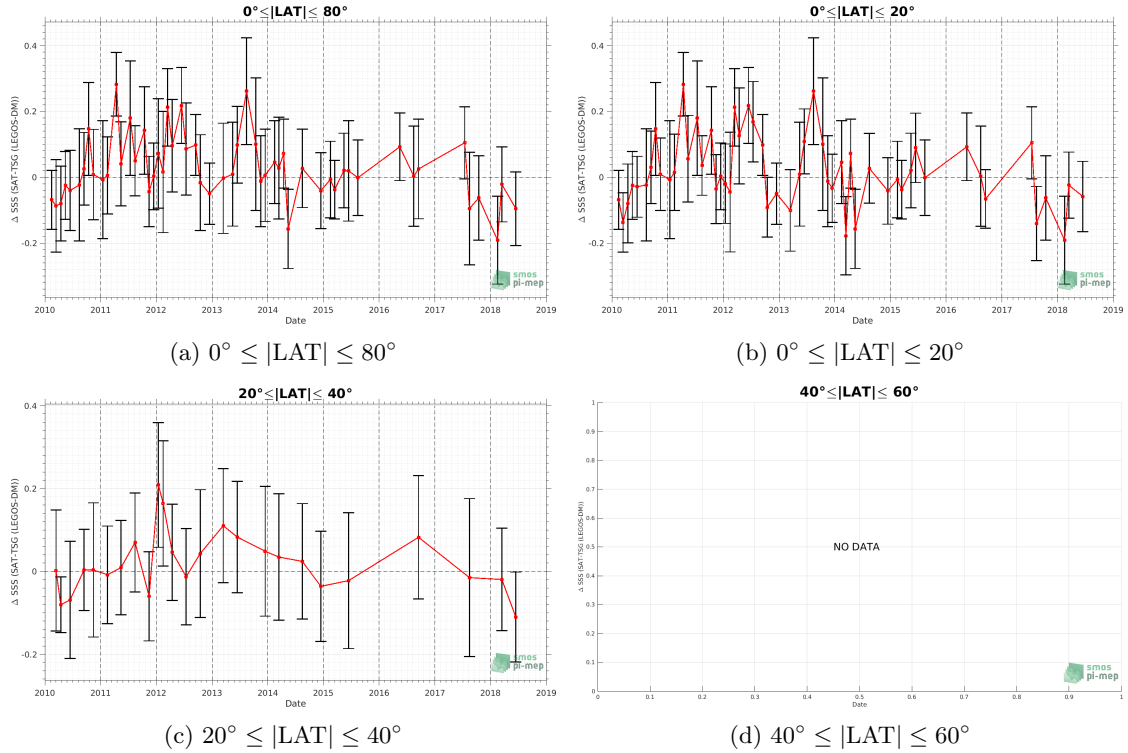 0°≤|LAT|≤ 80°
Δ SSS (SAT-TSG (LEGOS-DM))
0.4
0.2
0
-0.2
2010 2011 2012 2013 2014 2015 2016 2017 2018 2019
Date
smos
pi-mep
(a) 0° ≤ |LAT| ≤ 80°
0°≤|LAT|≤ 20°
Δ SSS (SAT-TSG (LEGOS-DM))
0.4
0.2
0
-0.2
2010 2011 2012 2013 2014 2015 2016 2017 2018 2019
Date
smos
pi-mep
(b) 0° ≤ |LAT| ≤ 20°
20°≤|LAT|≤ 40°
Δ SSS (SAT-TSG (LEGOS-DM))
0.4
0.2
0
-0.2
2010 2011 2012 2013 2014 2015 2016 2017 2018 2019
Date
smos
pi-mep
(c) 20° ≤ |LAT| ≤ 40°
40°≤|LAT|≤ 60°
Δ SSS (SAT-TSG (LEGOS-DM))
1
0.9
0.8
0.7
0.6
0.5
0.4
0.3
0.2
0.1
0
NO DATA
0 0.1 0.2 0.3 0.4 0.5 0.6 0.7 0.8 0.9 1
Date
smos
pi-mep
(d) 40° ≤ |LAT| ≤ 60°